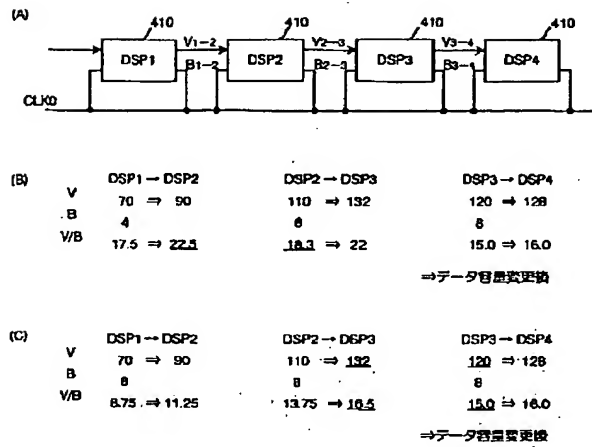 (A)
410 410 410 410
DSP1 V1-2 DSP2 V2-3 DSP3 V3-4 DSP4
B1-2 B2-3 B3-4
CLK0
(B) DSP1 → DSP2 DSP2 → DSP3 DSP3 → DSP4
V 70 ⇒ 90 110 ⇒ 132 120 ⇒ 128
B 4 6 8
V/B 17.5 ⇒ 22.5 18.3 ⇒ 22 15.0 ⇒ 16.0
⇒データ容量変更後
(C) DSP1 → DSP2 DSP2 → DSP3 DSP3 → DSP4
V 70 ⇒ 90 110 ⇒ 132 120 ⇒ 128
B 8 8 8
V/B 8.75 ⇒ 11.25 13.75 ⇒ 16.5 15.0 ⇒ 16.0
⇒データ容量変更後